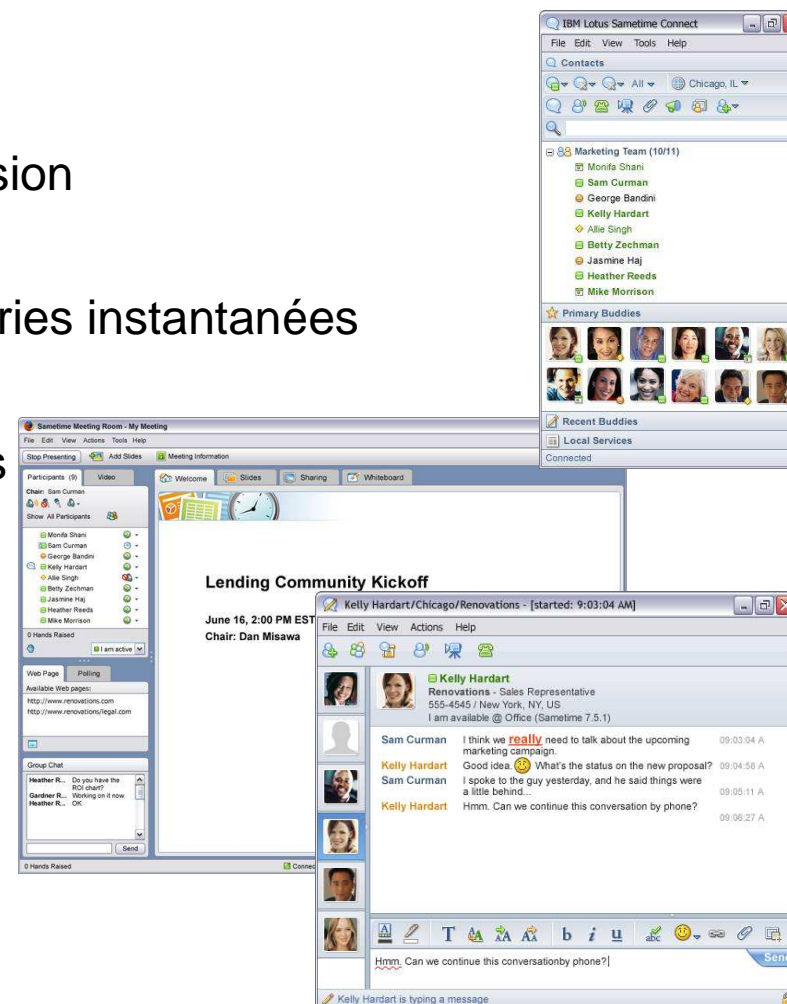 sion
ries instantanées
s
IBM Lotus Sametime Connect
File Edit View Tools Help
Contacts
All Chicago, IL
Marketing Team (10/11)
Monifa Shani
Sam Curman
George Bandini
Kelly Hardart
Allie Singh
Betty Zechman
Jasmine Haj
Heather Reeds
Mike Morrison
Primary Buddies
Recent Buddies
Local Services
Connected
Sametime Meeting Room - My Meeting
File Edit View Actions Tools Help
Stop Presenting Add Slides Meeting Information
Participants (9) Video
Welcome Slides Sharing Whiteboard
Chair: Sam Curman
Show All Participants
Monifa Shani
Sam Curman
George Bandini
Kelly Hardart
Allie Singh
Betty Zechman
Jasmine Haj
Heather Reeds
Mike Morrison
0 Hands Raised
I am active
Web Page Polling
Available Web pages:
http://www.renovations.com
http://www.renovations/legal.com
Group Chat
Heather R... Do you have the
ROI chart?
Gardner R... Working on it now
Heather R... OK
Send
0 Hands Raised
Connec
Lending Community Kickoff
June 16, 2:00 PM EST
Chair: Dan Misawa
Kelly Hardart/Chicago/Renovations - [started: 9:03:04 AM]
File Edit View Actions Help
Kelly Hardart
Renovations - Sales Representative
555-4545 / New York, NY, US
I am available @ Office (Sametime 7.5.1)
Sam Curman I think we really need to talk about the upcoming 09:03:04 A
marketing campaign.
Kelly Hardart Good idea. What's the status on the new proposal? 09:04:58 A
Sam Curman I spoke to the guy yesterday, and he said things were
a little behind... 09:05:11 A
Kelly Hardart Hmm. Can we continue this conversation by phone?
09:06:27 A
A T A A A A A b i u abc
Hmm. Can we continue this conversationby phone?
Send
Kelly Hardart is typing a message